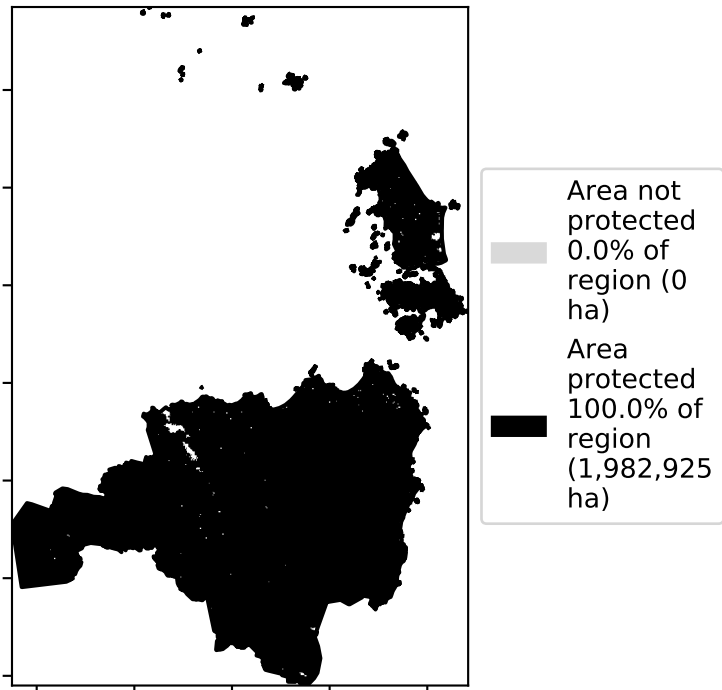 Area not
protected
0.0% of
region (0
ha)
Area
protected
100.0% of
region
(1,982,925
ha)